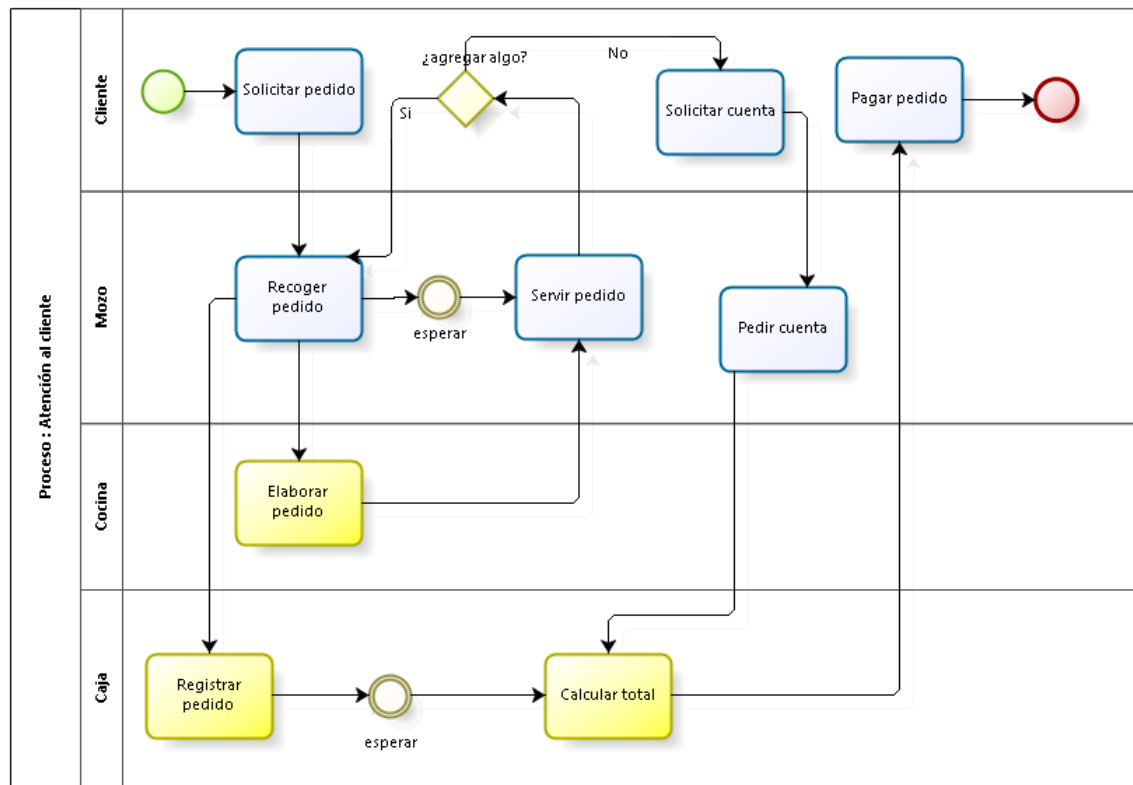 Proceso : Atención al cliente
Cliente
Solicitar pedido
¿agregar algo?
No
Si
Solicitar cuenta
Pagar pedido
Mozo
Recoger
pedido
esperar
Servir pedido
Pedir cuenta
Cocina
Elaborar
pedido
Caja
Registrar
pedido
esperar
Calcular total